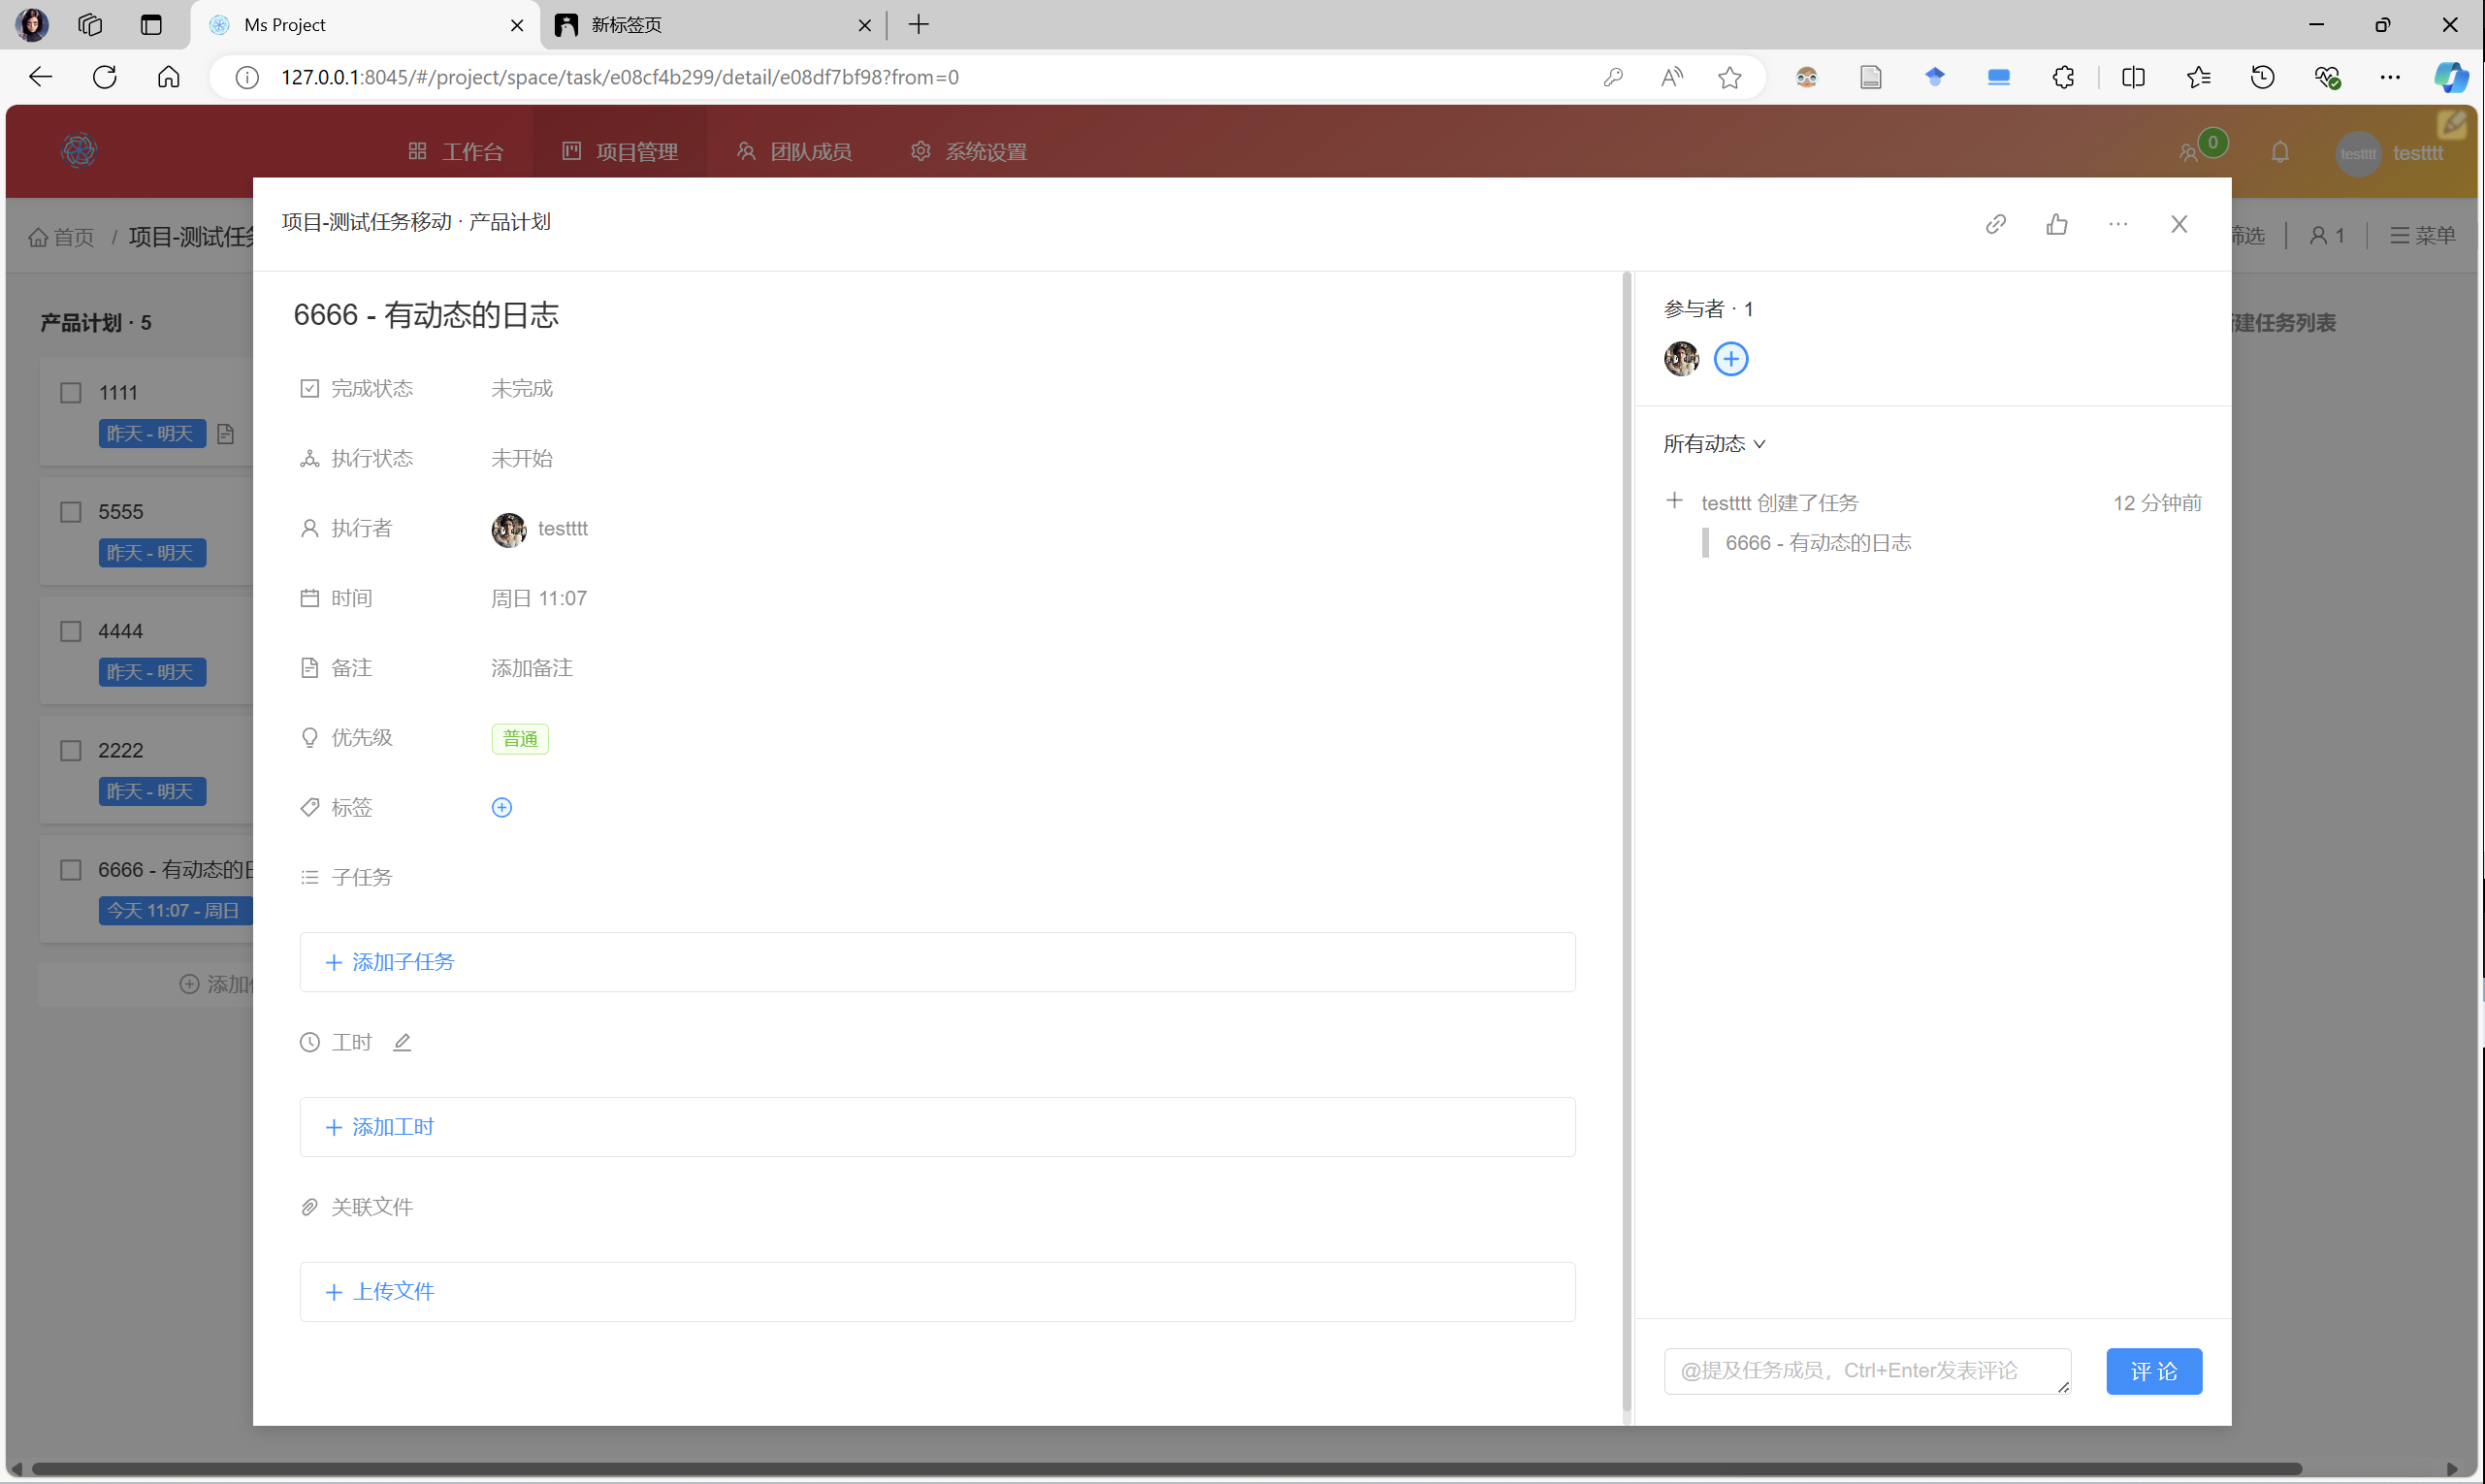 Ms Project
新标签页
127.0.0.1:8045/#/project/space/task/e08cf4b299/detail/e08df7bf98?from=0
工作台
项目管理
团队成员
系统设置
0
testttt
testttt
首页 / 项目-测试任务
筛选
1
菜单
产品计划 · 5
1111
昨天 - 明天
5555
昨天 - 明天
4444
昨天 - 明天
2222
昨天 - 明天
6666 - 有动态的日
今天 11:07 - 周日
添加
建任务列表
项目-测试任务移动 · 产品计划
6666 - 有动态的日志
完成状态 未完成
执行状态 未开始
执行者 testttt
时间 周日 11:07
备注 添加备注
优先级 普通
标签
子任务
添加子任务
工时
添加工时
关联文件
上传文件
参与者 · 1
所有动态
testttt 创建了任务 12 分钟前
6666 - 有动态的日志
@提及任务成员，Ctrl+Enter发表评论
评 论